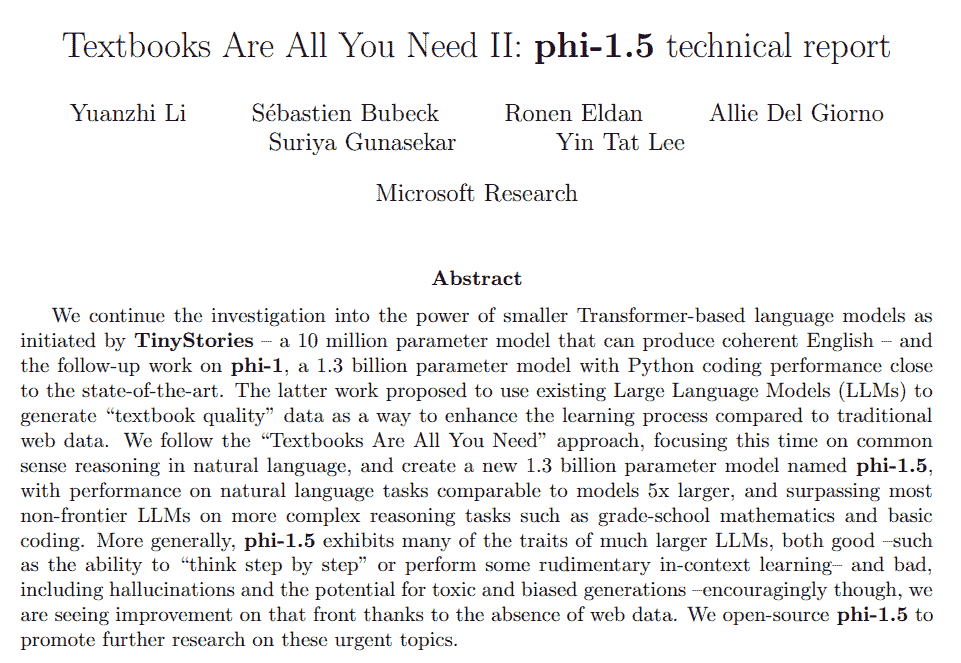 Textbooks Are All You Need II: phi-1.5 technical report
Yuanzhi Li Sébastien Bubeck Ronen Eldan Allie Del Giorno
Suriya Gunasekar Yin Tat Lee
Microsoft Research
Abstract
We continue the investigation into the power of smaller Transformer-based language models as
initiated by TinyStories – a 10 million parameter model that can produce coherent English – and
the follow-up work on phi-1, a 1.3 billion parameter model with Python coding performance close
to the state-of-the-art. The latter work proposed to use existing Large Language Models (LLMs) to
generate “textbook quality” data as a way to enhance the learning process compared to traditional
web data. We follow the “Textbooks Are All You Need” approach, focusing this time on common
sense reasoning in natural language, and create a new 1.3 billion parameter model named phi-1.5,
with performance on natural language tasks comparable to models 5x larger, and surpassing most
non-frontier LLMs on more complex reasoning tasks such as grade-school mathematics and basic
coding. More generally, phi-1.5 exhibits many of the traits of much larger LLMs, both good –such
as the ability to “think step by step” or perform some rudimentary in-context learning– and bad,
including hallucinations and the potential for toxic and biased generations –encouragingly though, we
are seeing improvement on that front thanks to the absence of web data. We open-source phi-1.5 to
promote further research on these urgent topics.